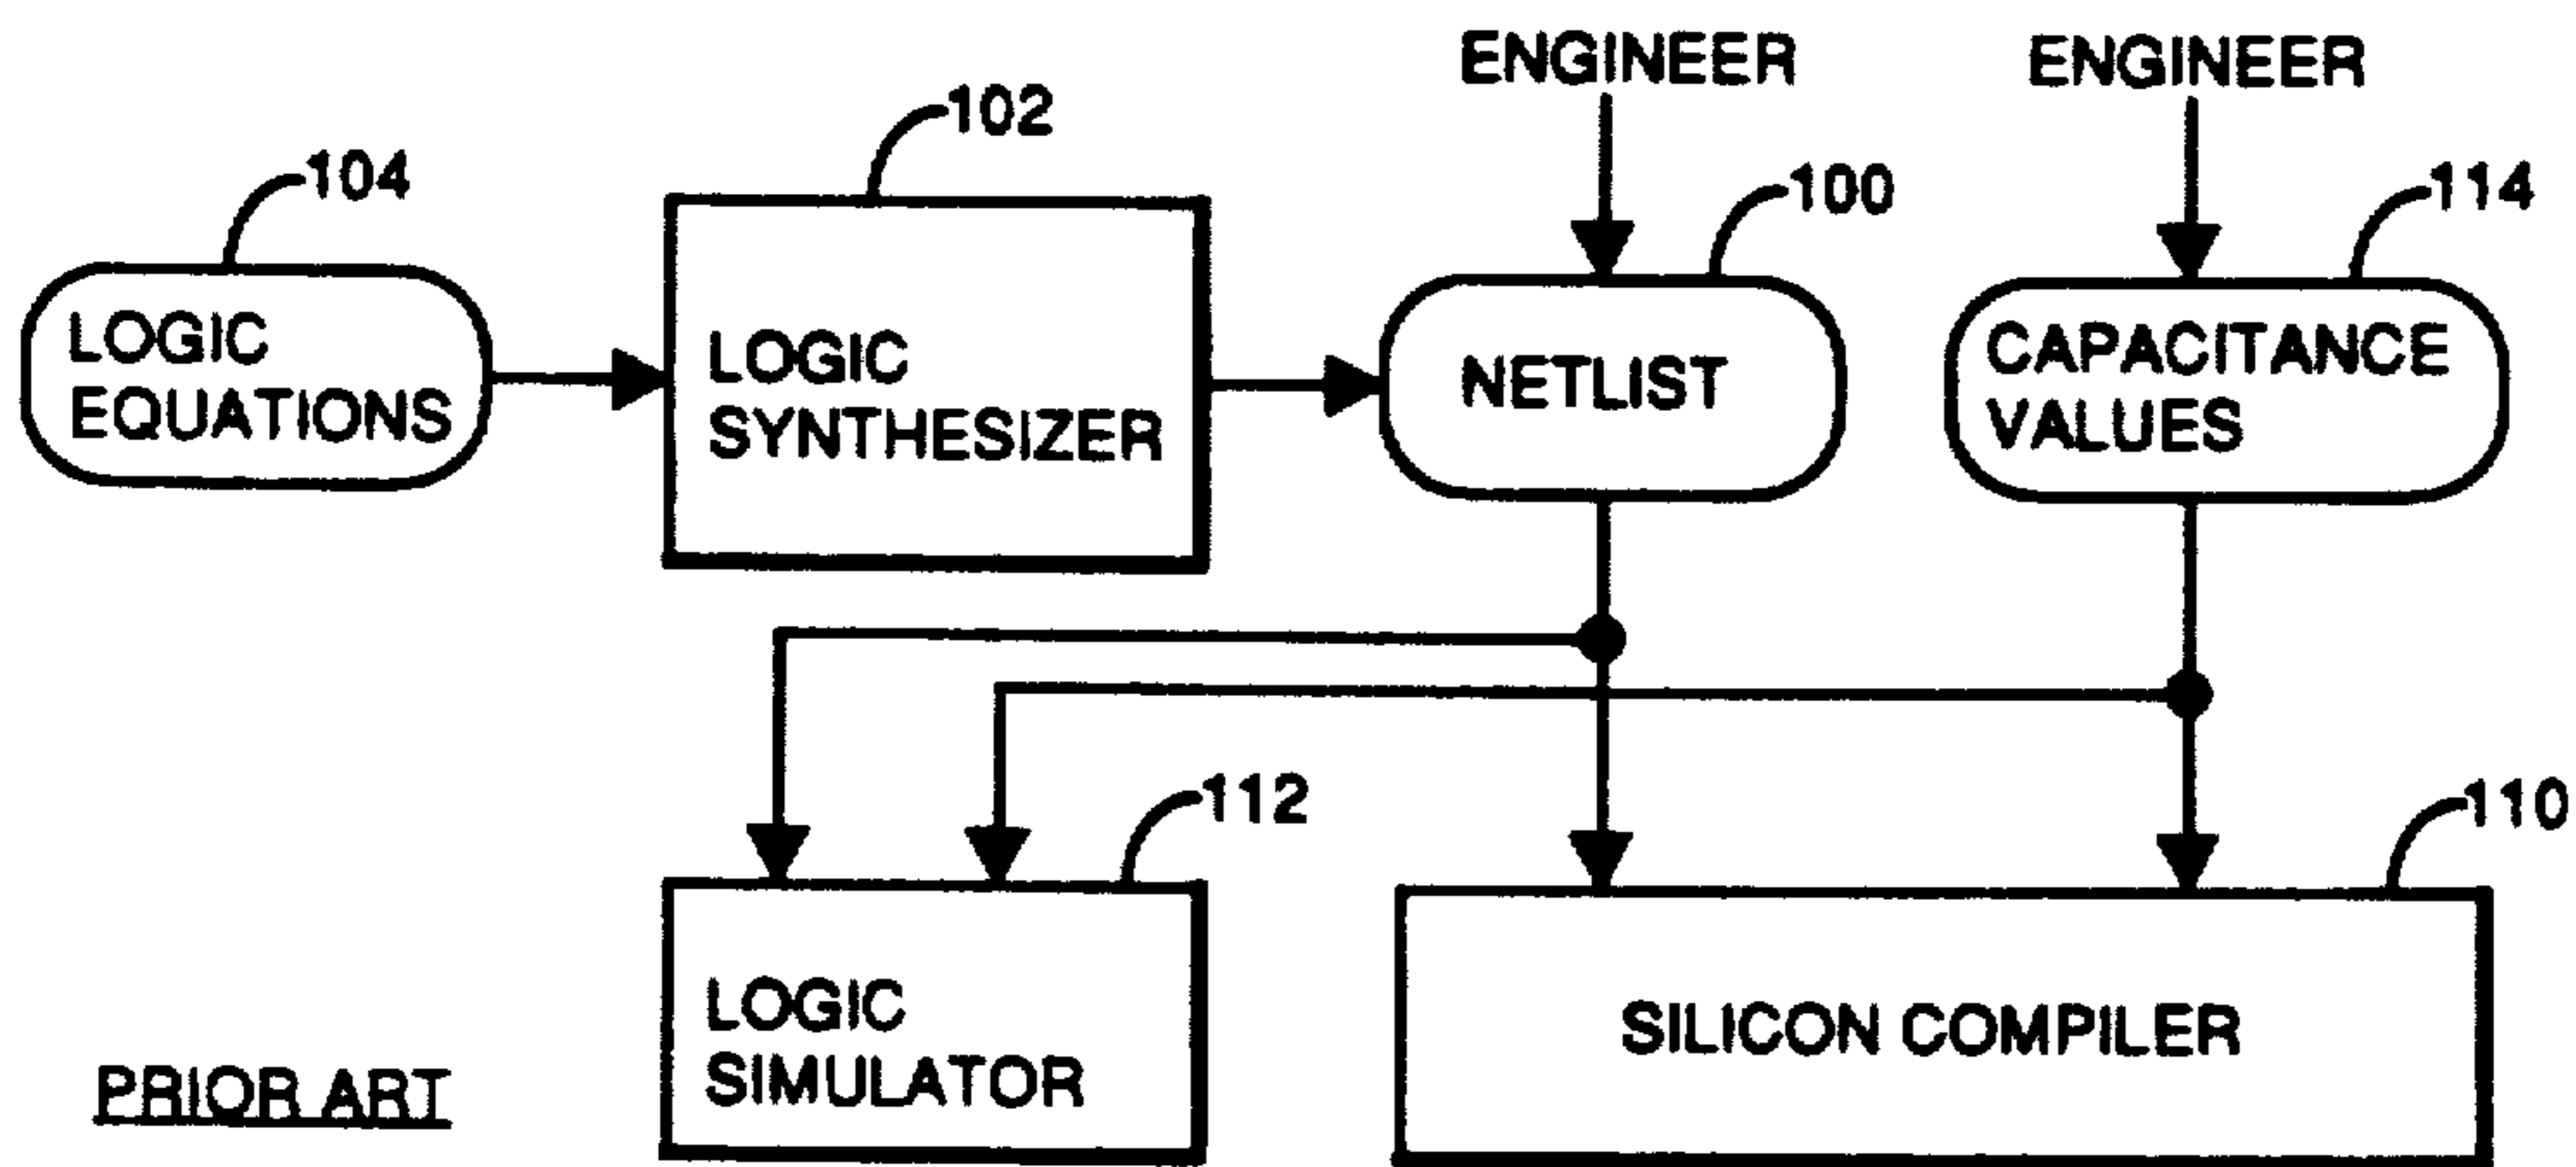 ENGINEER
ENGINEER
102
104
100
114
LOGIC
EQUATIONS
LOGIC
SYNTHESIZER
NETLIST
CAPACITANCE
VALUES
112
110
LOGIC
SIMULATOR
SILICON COMPILER
PRIOR ART